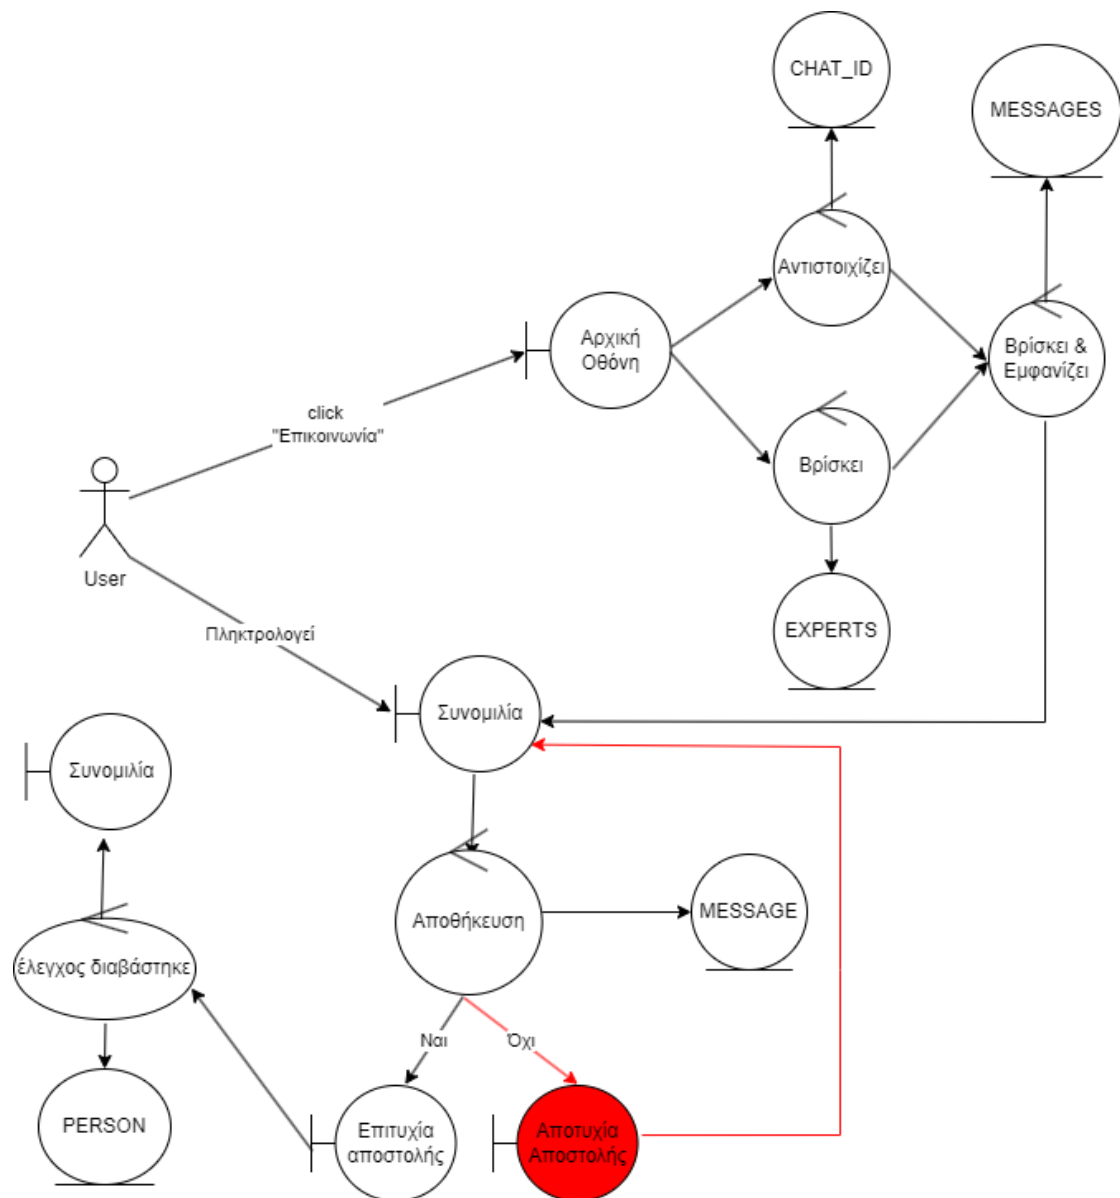 CHAT_ID
MESSAGES
Αντιστοιχίζει
Αρχική
Οθόνη
Βρίσκει &
Εμφανίζει
click
"Επικοινωνία"
Βρίσκει
User
Πληκτρολογεί
EXPERTS
Συνομιλία
Συνομιλία
Αποθήκευση
MESSAGE
έλεγχος διαβάστηκε
Ναι
Όχι
PERSON
Επιτυχία
αποστολής
Αποτυχία
Αποστολής